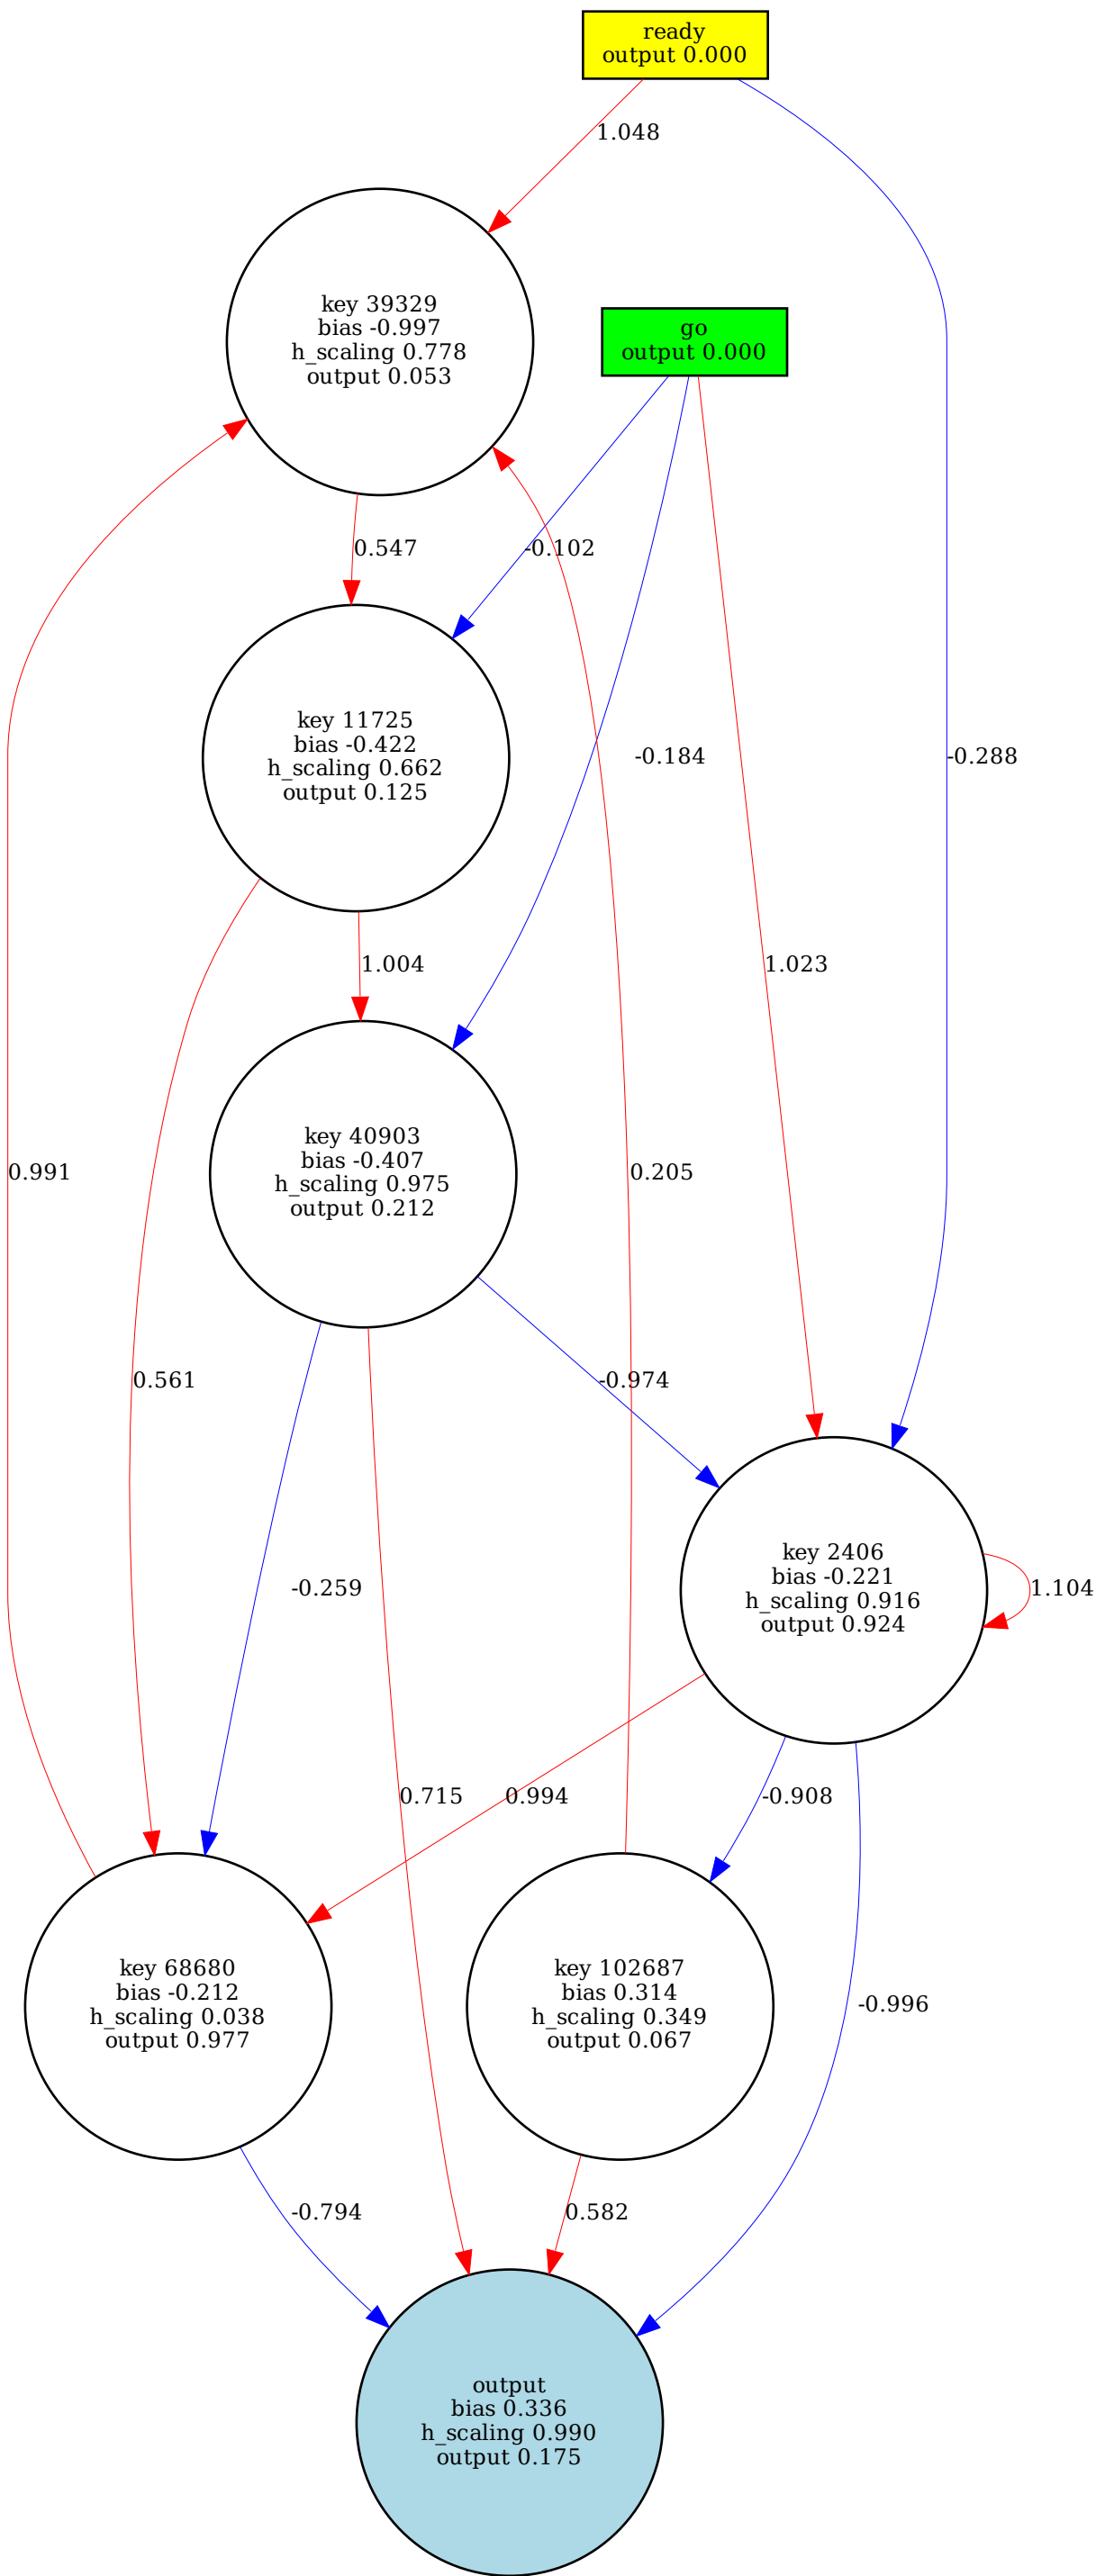 ready
output 0.000
1.048
key 39329
bias -0.997
h_scaling 0.778
output 0.053
go
output 0.000
0.547
-0.102
key 11725
bias -0.422
h_scaling 0.662
output 0.125
-0.184
-0.288
1.004
1.023
key 40903
bias -0.407
h_scaling 0.975
output 0.212
0.991
0.205
0.561
-0.974
key 2406
bias -0.221
h_scaling 0.916
output 0.924
-0.259
1.104
0.715
0.994
-0.908
key 68680
bias -0.212
h_scaling 0.038
output 0.977
key 102687
bias 0.314
h_scaling 0.349
output 0.067
-0.996
-0.794
0.582
output
bias 0.336
h_scaling 0.990
output 0.175